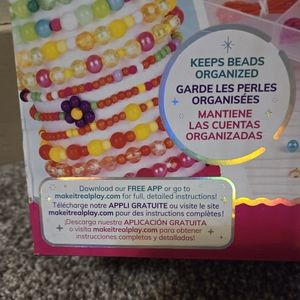 KEEPS BEADS
ORGANIZED
GARDE LES PERLES
ORGANISÉES
MANTIENE
LAS CUENTAS
ORGANIZADAS
Download our FREE APP or go to
makeitrealplay.com for full, detailed instructions!
Télécharge notre APPLI GRATUITE ou visite le site
makeitrealplay.com pour des instructions complètes!
¡Descarga nuestra APLICACIÓN GRATUITA
o visita makeitrealplay.com para obtener
instrucciones completas y detalladas!